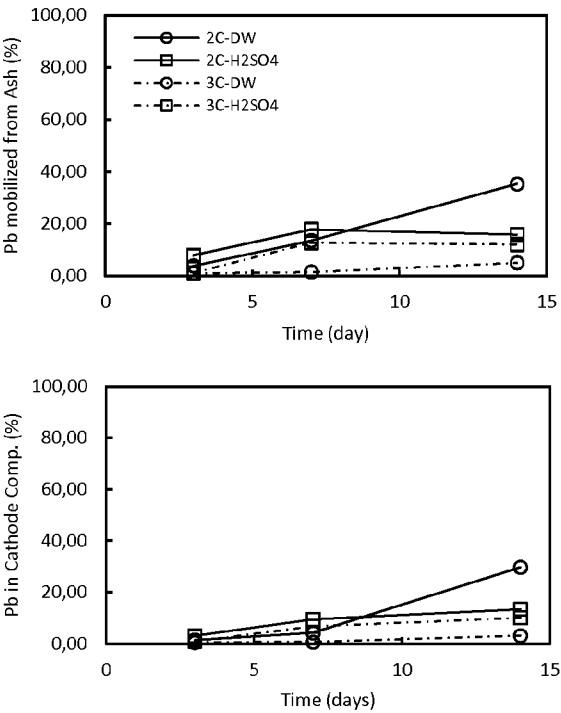 100,00
80,00
60,00
40,00
20,00
0,00
Pb mobilized from Ash (%)
2C-DW
2C-H2SO4
3C-DW
3C-H2SO4
0 5 10 15
Time (day)
100,00
80,00
60,00
40,00
20,00
0,00
Pb in Cathode Comp. (%)
0 5 10 15
Time (days)